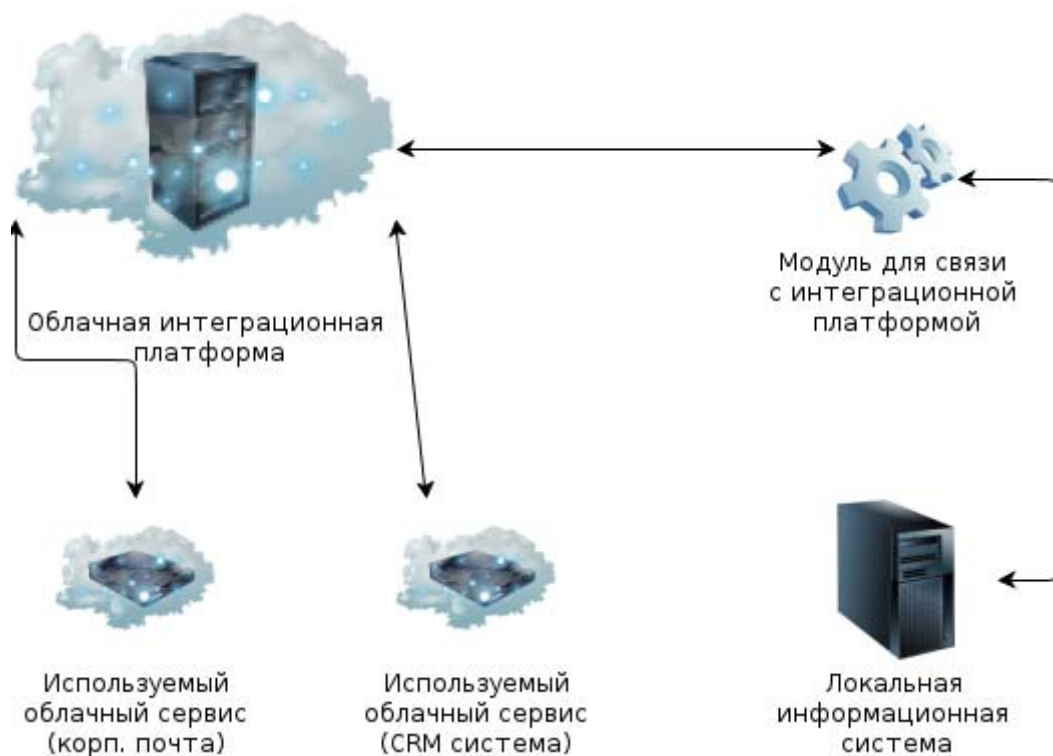 Модуль для связи
с интеграционной
платформой
Облачная интеграционная
платформа
Используемый
облачный сервис
(корп. почта)
Используемый
облачный сервис
(CRM система)
Локальная
информационная
система